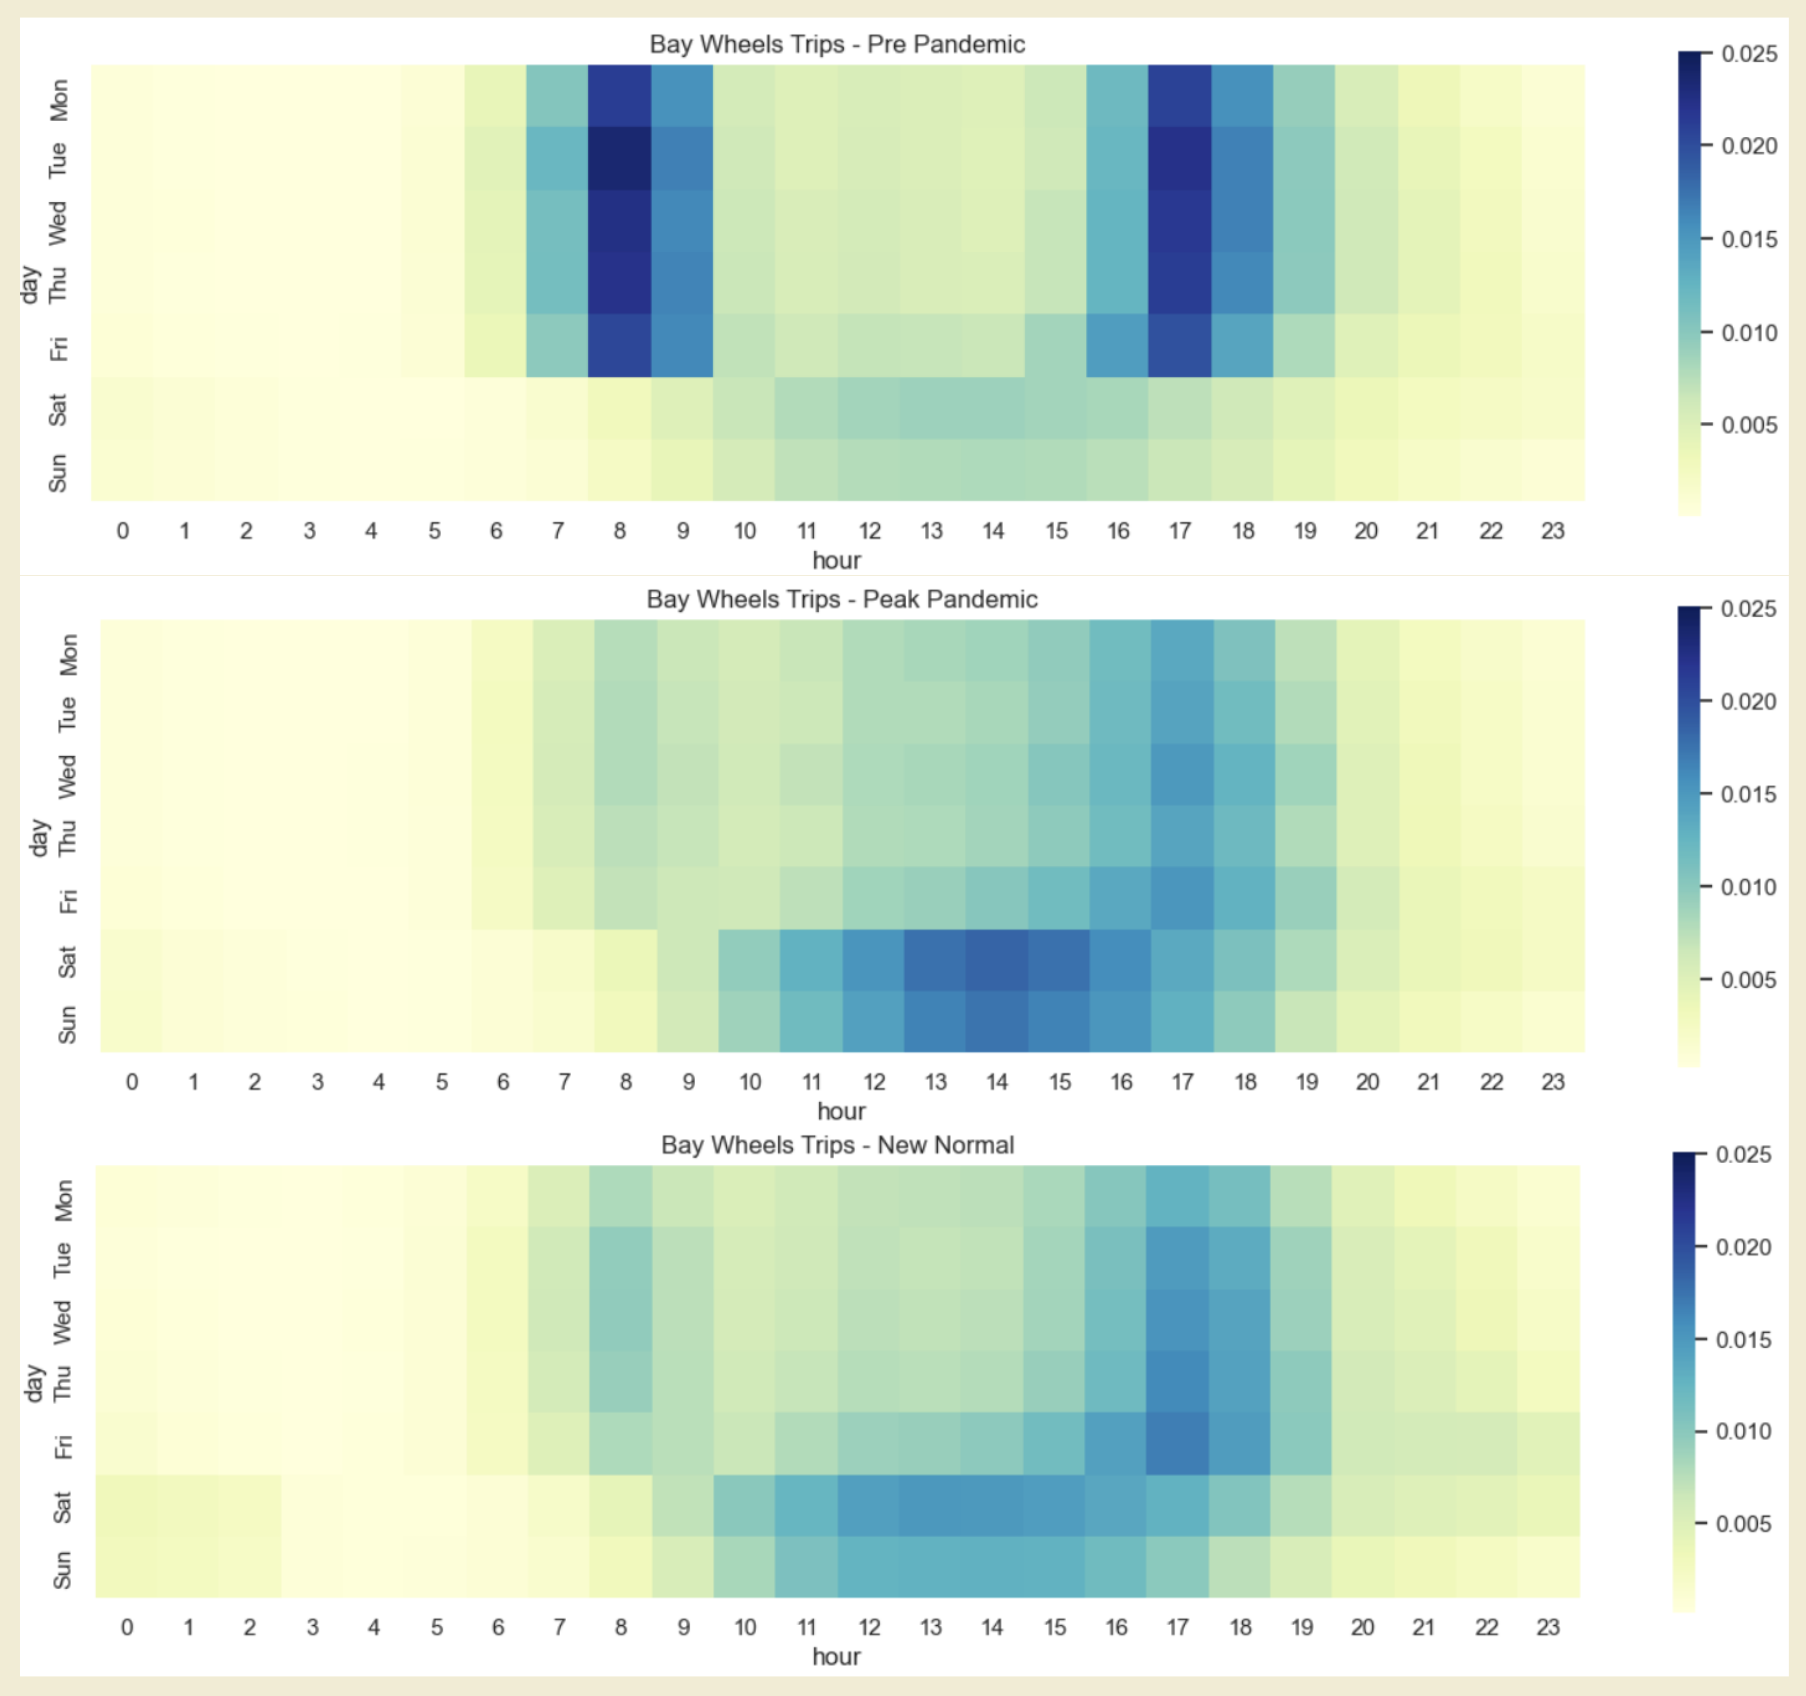 Bay Wheels Trips - Pre Pandemic
day
Mon
Tue
Wed
Thu
Fri
Sat
Sun
0 1 2 3 4 5 6 7 8 9 10 11 12 13 14 15 16 17 18 19 20 21 22 23
hour
0.025
0.020
0.015
0.010
0.005
Bay Wheels Trips - Peak Pandemic
day
Mon
Tue
Wed
Thu
Fri
Sat
Sun
0 1 2 3 4 5 6 7 8 9 10 11 12 13 14 15 16 17 18 19 20 21 22 23
hour
0.025
0.020
0.015
0.010
0.005
Bay Wheels Trips - New Normal
day
Mon
Tue
Wed
Thu
Fri
Sat
Sun
0 1 2 3 4 5 6 7 8 9 10 11 12 13 14 15 16 17 18 19 20 21 22 23
hour
0.025
0.020
0.015
0.010
0.005